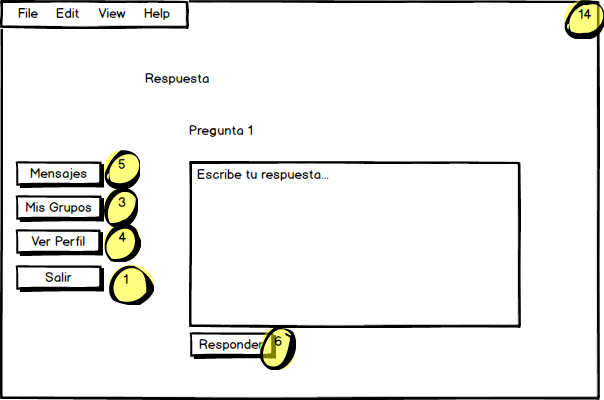 File Edit View Help
14
Respuesta
Pregunta 1
Mensajes 5
Escribe tu respuesta...
Mis Grupos 3
Ver Perfil 4
Salir 1
Responder 6